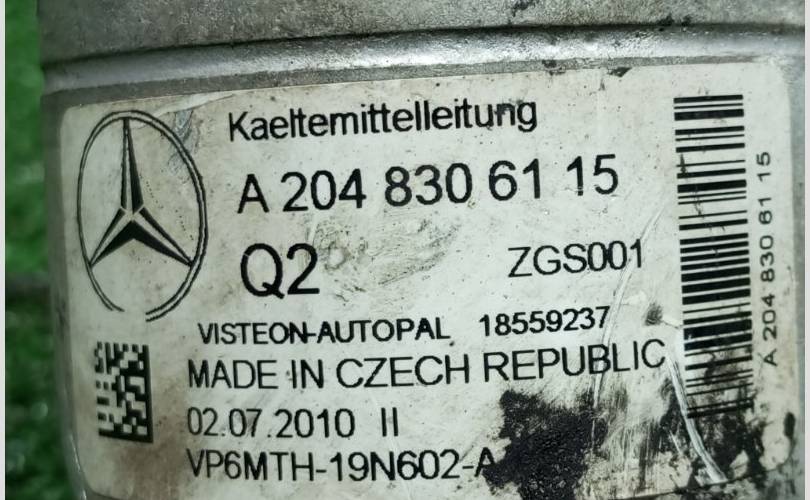 Kaeltemittelleitung
A 204 830 61 15
Q2 ZGS001
VISTEON-AUTOPAL 18559237
MADE IN CZECH REPUBLIC
02.07.2010 II
VP6MTH-19N602-A
A 204 830 61 15